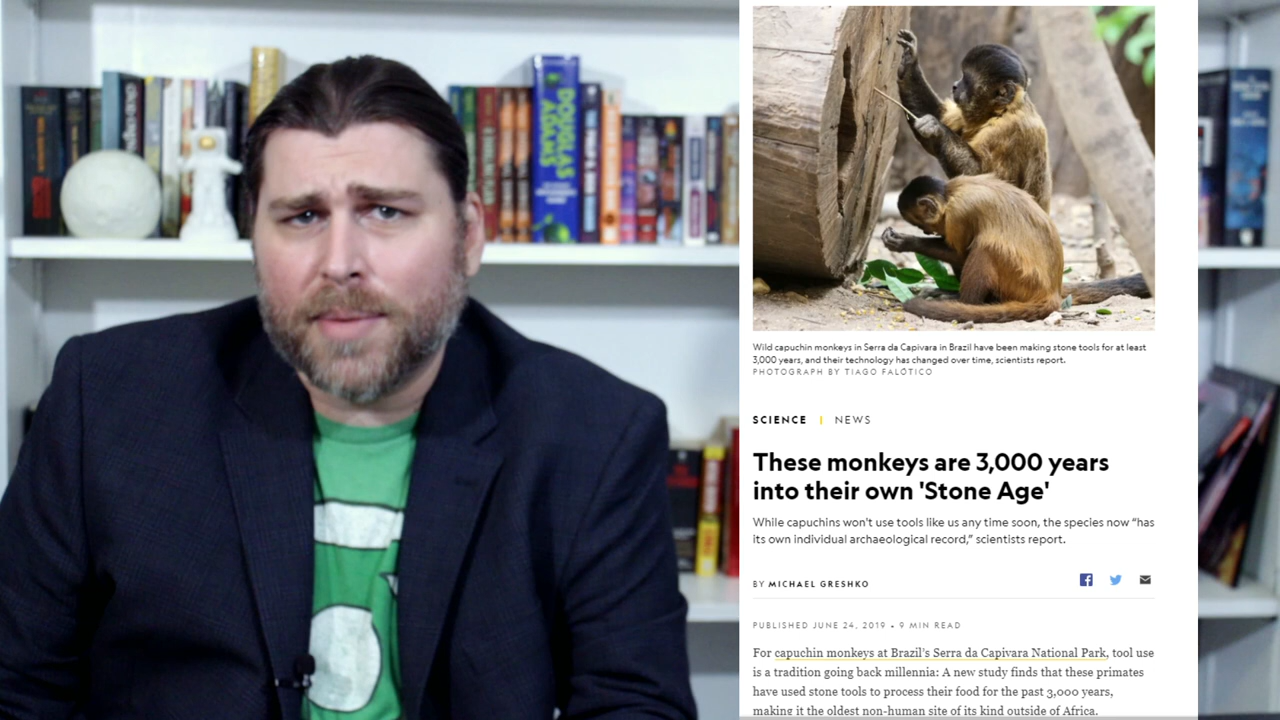 DOUGLAS
ADAMS
Wild capuchin monkeys in Serra da Capivara in Brazil have been making stone tools for at least
3,000 years, and their technology has changed over time, scientists report.
PHOTOGRAPH BY TIAGO FALÓTICO
SCIENCE | NEWS
These monkeys are 3,000 years
into their own 'Stone Age'
While capuchins won't use tools like us any time soon, the species now “has
its own individual archaeological record,” scientists report.
BY MICHAEL GRESHKO
PUBLISHED JUNE 24, 2019 • 9 MIN READ
For capuchin monkeys at Brazil’s Serra da Capivara National Park, tool use
is a tradition going back millennia: A new study finds that these primates
have used stone tools to process their food for the past 3,000 years,
making it the oldest non-human site of its kind outside of Africa.